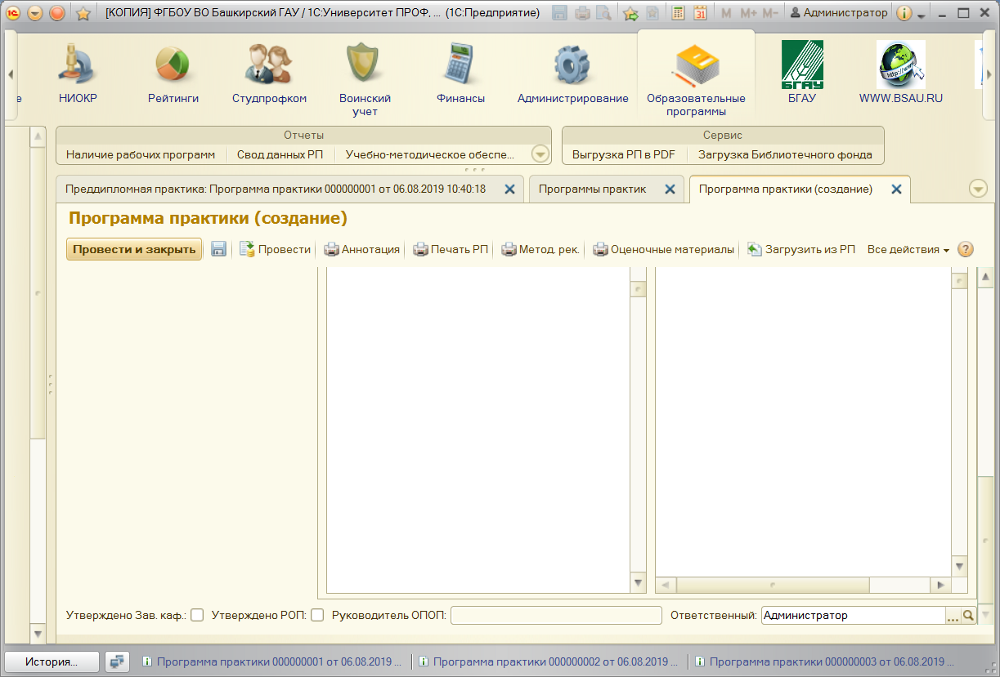 [КОПИЯ] ФГБОУ ВО Башкирский ГАУ / 1С:Университет ПРОФ, ... (1С:Предприятие)
31
M M+ M-
Администратор
е
НИОКР
Рейтинги
Студпрофком
Воинский
учет
Финансы
Администрирование
Образовательные
программы
БГАУ
БГАУ
http://www
WWW.BSAU.RU
Отчеты
Наличие рабочих программ
Свод данных РП
Учебно-методическое обеспе...
Сервис
Выгрузка РП в PDF
Загрузка Библиотечного фонда
Преддипломная практика: Программа практики 000000001 от 06.08.2019 10:40:18
Программы практик
Программа практики (создание)
Программа практики (создание)
Провести и закрыть
Провести
Аннотация
Печать РП
Метод. рек.
Оценочные материалы
Загрузить из РП
Все действия
?
Утверждено Зав. каф.:
Утверждено РОП:
Руководитель ОПОП:
Ответственный:
Администратор
...
История...
Программа практики 000000001 от 06.08.2019 ...
Программа практики 000000002 от 06.08.2019 ...
Программа практики 000000003 от 06.08.2019 ...